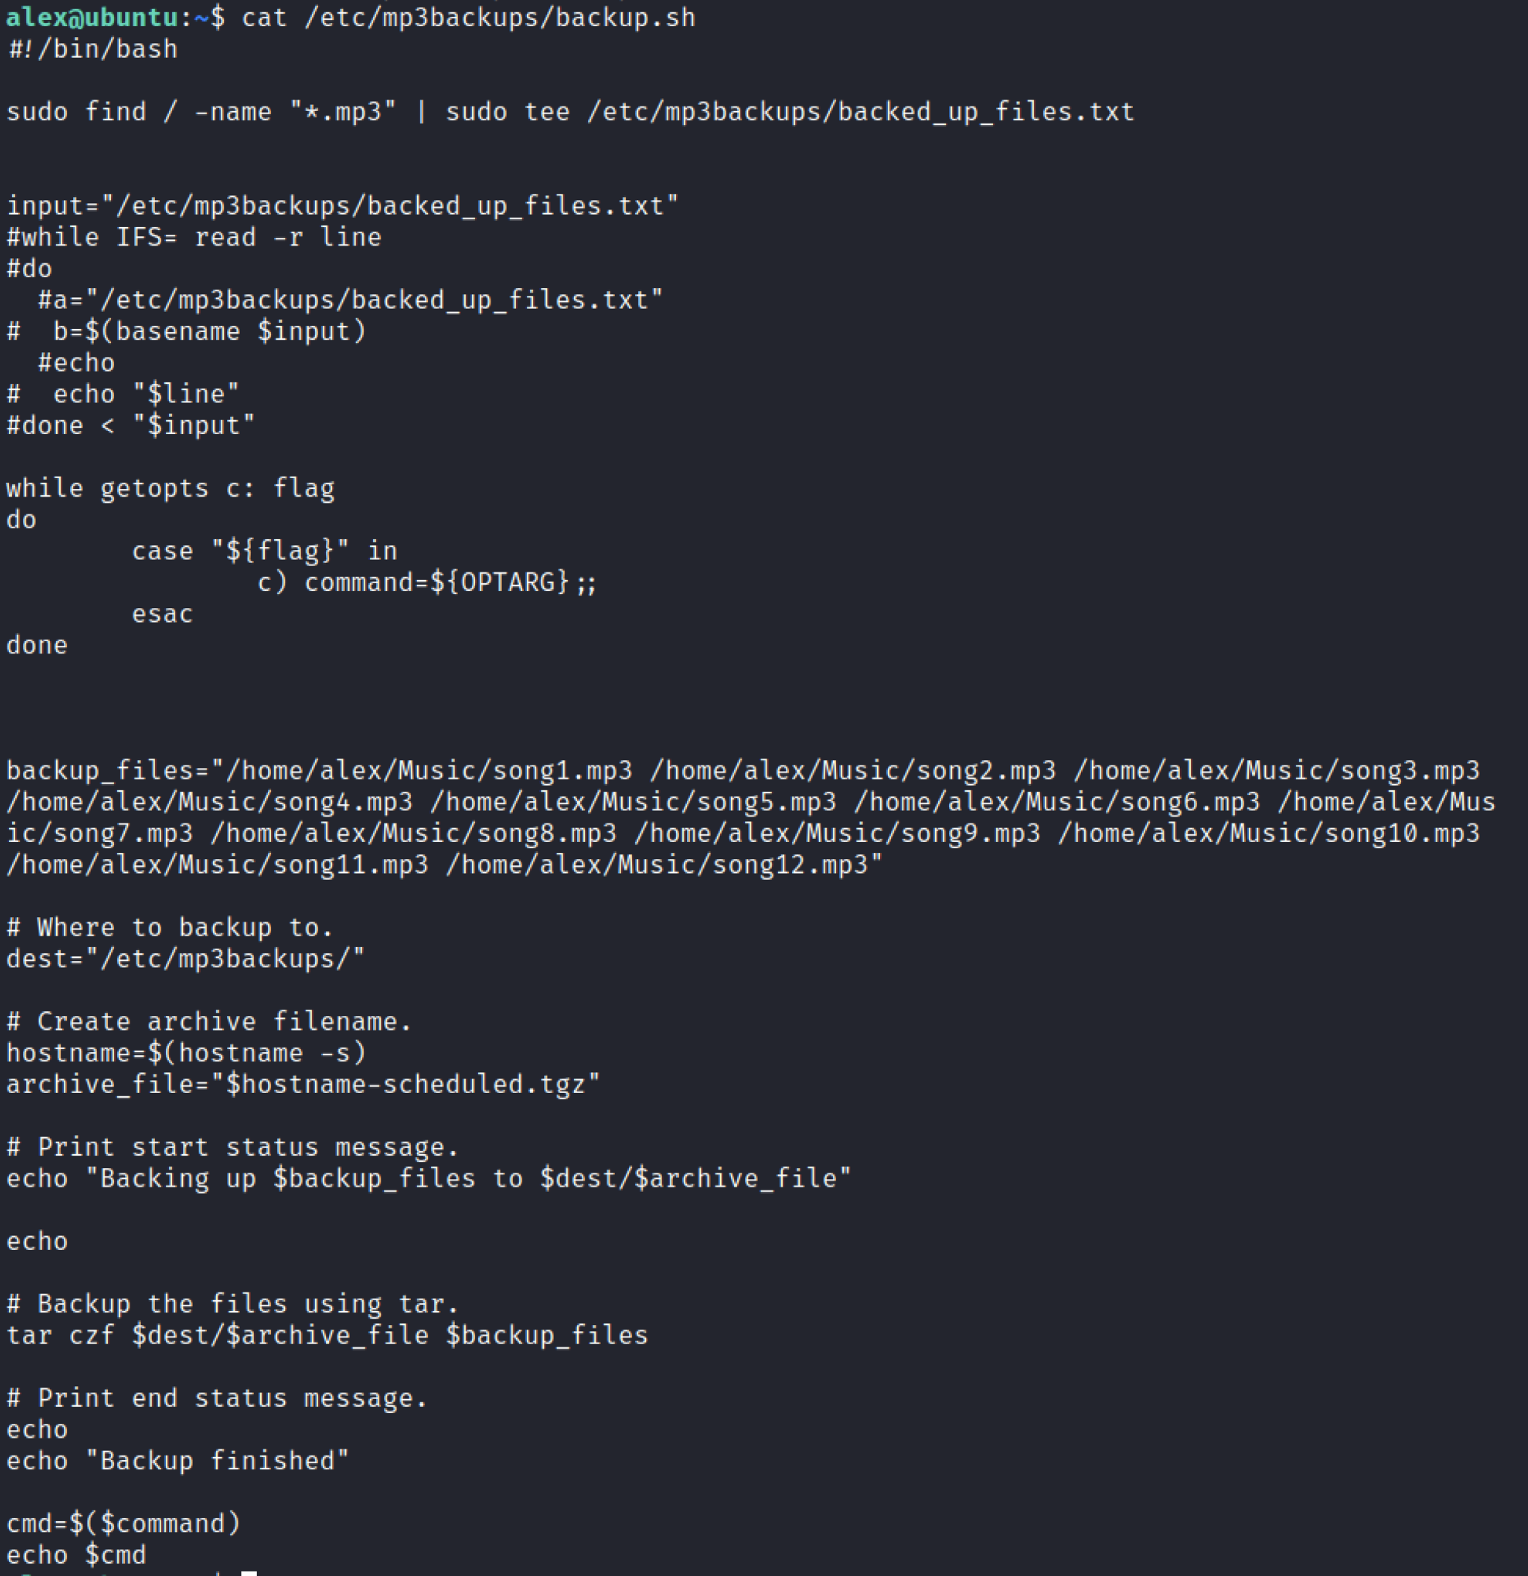 alex@ubuntu:~$ cat /etc/mp3backups/backup.sh
#!/bin/bash

sudo find / -name "*.mp3" | sudo tee /etc/mp3backups/backed_up_files.txt


input="/etc/mp3backups/backed_up_files.txt"
#while IFS= read -r line
#do
  #a="/etc/mp3backups/backed_up_files.txt"
#  b=$(basename $input)
  #echo
#  echo "$line"
#done < "$input"

while getopts c: flag
do
        case "${flag}" in
                c) command=${OPTARG};;
        esac
done



backup_files="/home/alex/Music/song1.mp3 /home/alex/Music/song2.mp3 /home/alex/Music/song3.mp3
/home/alex/Music/song4.mp3 /home/alex/Music/song5.mp3 /home/alex/Music/song6.mp3 /home/alex/Mus
ic/song7.mp3 /home/alex/Music/song8.mp3 /home/alex/Music/song9.mp3 /home/alex/Music/song10.mp3
/home/alex/Music/song11.mp3 /home/alex/Music/song12.mp3"

# Where to backup to.
dest="/etc/mp3backups/"

# Create archive filename.
hostname=$(hostname -s)
archive_file="$hostname-scheduled.tgz"

# Print start status message.
echo "Backing up $backup_files to $dest/$archive_file"

echo

# Backup the files using tar.
tar czf $dest/$archive_file $backup_files

# Print end status message.
echo
echo "Backup finished"

cmd=$($command)
echo $cmd